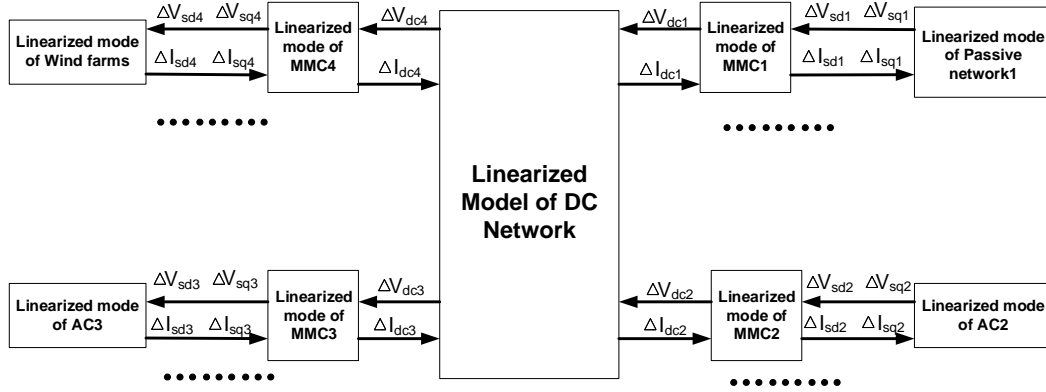 ΔVsd4 ΔVsq4
Linearized mode
of Wind farms
ΔIsd4 ΔIsq4
Linearized
mode of
MMC4
ΔVdc4
ΔIdc4
Linearized
Model of DC
Network
ΔVdc1
ΔIdc1
Linearized
mode of
MMC1
ΔVsd1 ΔVsq1
ΔIsd1 ΔIsq1
Linearized mode
of Passive
network1
ΔVsd3 ΔVsq3
Linearized mode
of AC3
ΔIsd3 ΔIsq3
Linearized
mode of
MMC3
ΔVdc3
ΔIdc3
ΔVdc2
ΔIdc2
Linearized
mode of
MMC2
ΔVsd2 ΔVsq2
ΔIsd2 ΔIsq2
Linearized mode
of AC2